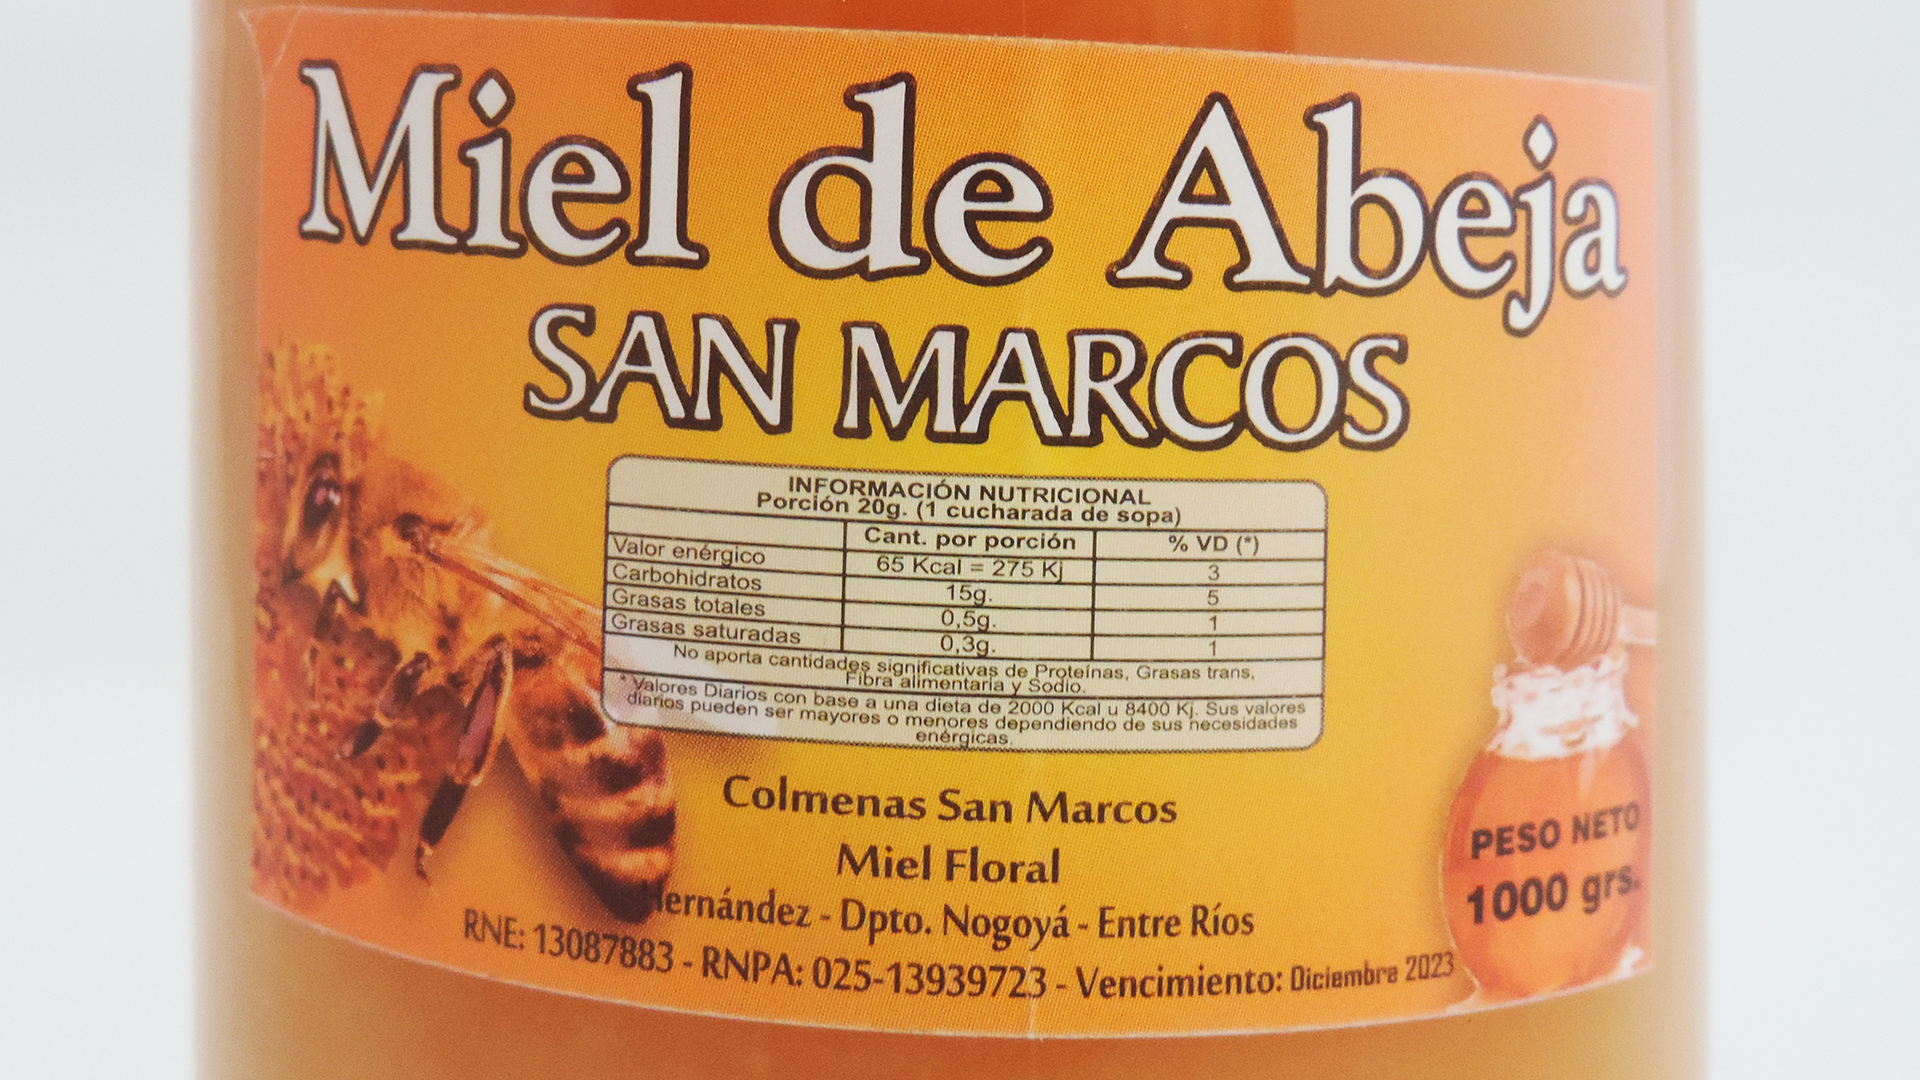 Miel de Abeja
SAN MARCOS
INFORMACIÓN NUTRICIONAL
Porción 20g. (1 cucharada de sopa)
Cant. por porción % VD (*)
Valor enérgico 65 Kcal = 275 Kj 3
Carbohidratos 15g. 5
Grasas totales 0,5g. 1
Grasas saturadas 0,3g. 1
No aporta cantidades significativas de Proteínas, Grasas trans,
Fibra alimentaria y Sodio.
* Valores Diarios con base a una dieta de 2000 Kcal u 8400 Kj. Sus valores
diarios pueden ser mayores o menores dependiendo de sus necesidades
enérgicas.
Colmenas San Marcos
Miel Floral
Hernández - Dpto. Nogoyá - Entre Ríos
RNE: 13087883 - RNPA: 025-13939723 - Vencimiento: Diciembre 2023
PESO NETO
1000 grs.